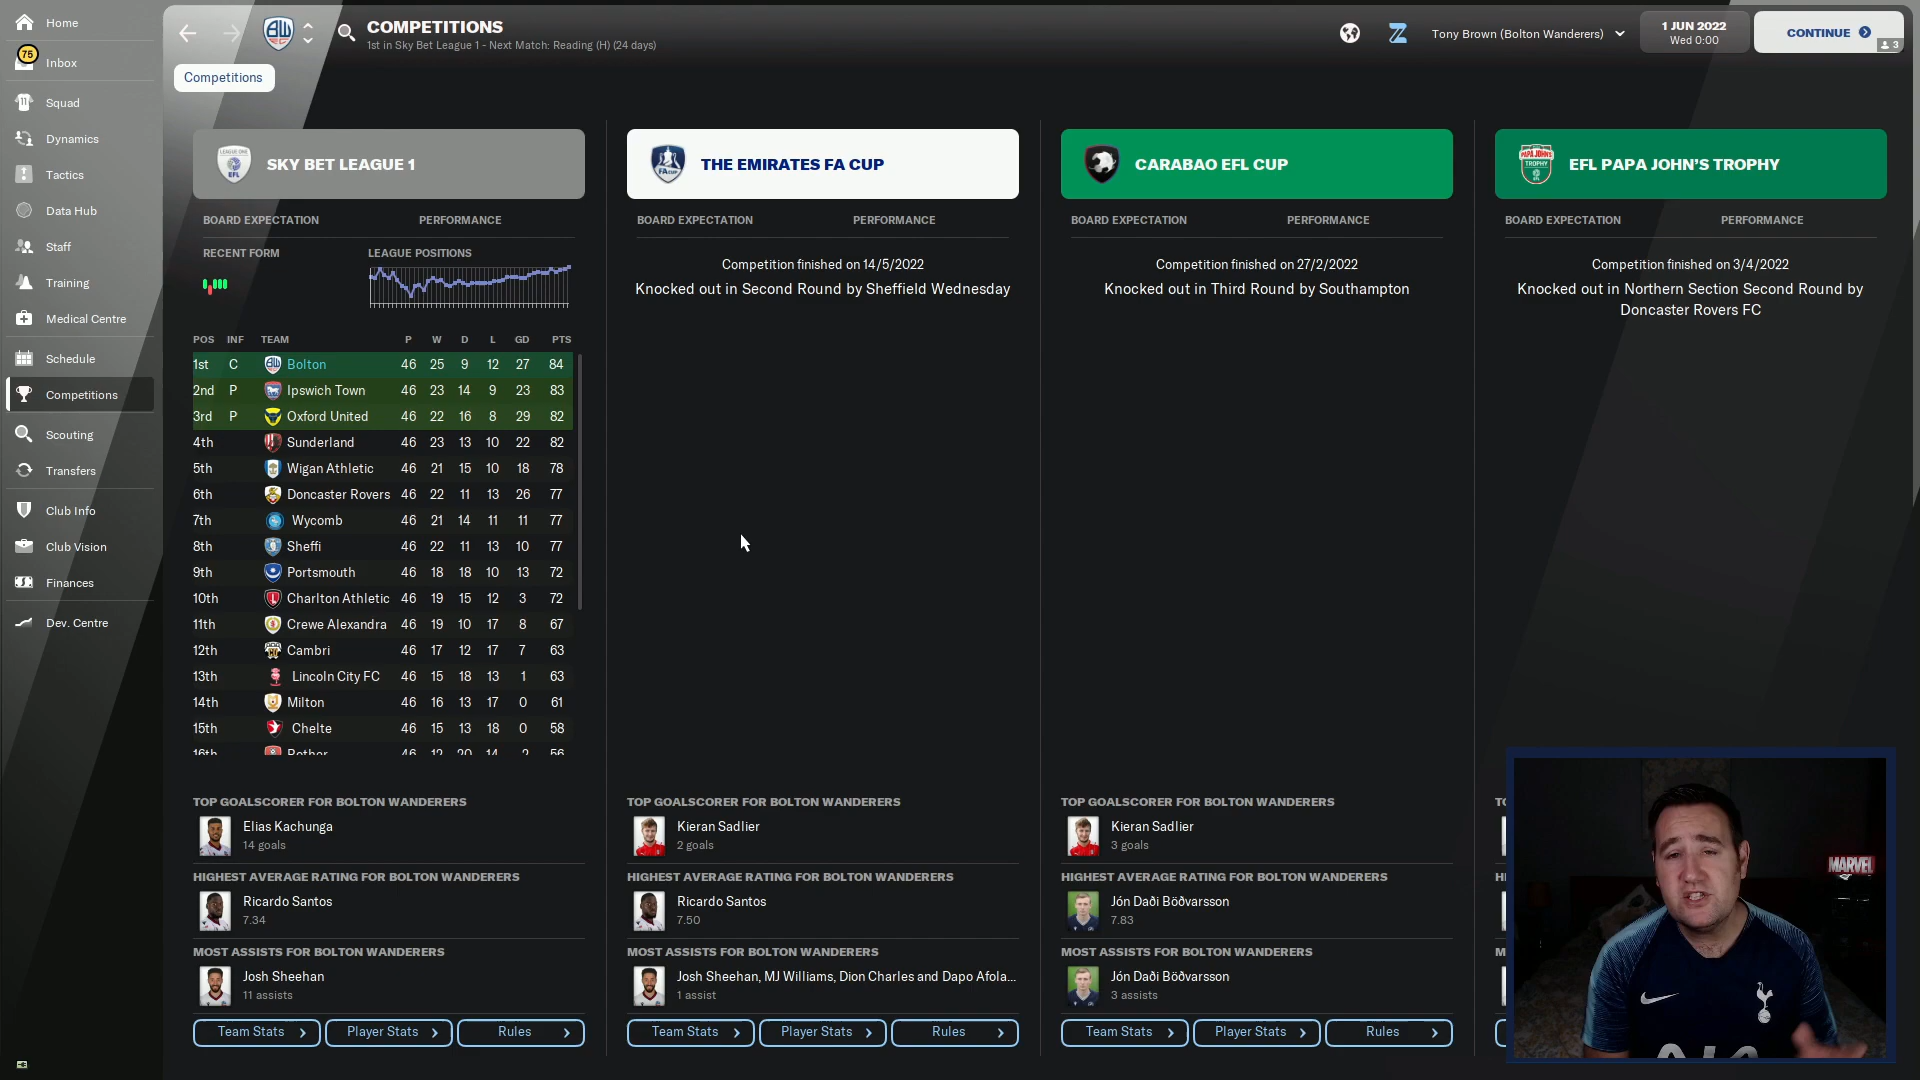 Home
75
Inbox
Squad
Dynamics
Tactics
Data Hub
Staff
Training
Medical Centre
Schedule
Competitions
Scouting
Transfers
Club Info
Club Vision
Finances
Dev. Centre
COMPETITIONS
1st in Sky Bet League 1 - Next Match: Reading (H) (24 days)
Tony Brown (Bolton Wanderers)
1 JUN 2022
Wed 0:00
CONTINUE
3
Competitions
SKY BET LEAGUE 1
BOARD EXPECTATION PERFORMANCE
RECENT FORM LEAGUE POSITIONS
POS INF TEAM P W D L GD PTS
1st C Bolton 46 25 9 12 27 84
2nd P Ipswich Town 46 23 14 9 23 83
3rd P Oxford United 46 22 16 8 29 82
4th Sunderland 46 23 13 10 22 82
5th Wigan Athletic 46 21 15 10 18 78
6th Doncaster Rovers 46 22 11 13 26 77
7th Wycomb 46 21 14 11 11 77
8th Sheffi 46 22 11 13 10 77
9th Portsmouth 46 18 18 10 13 72
10th Charlton Athletic 46 19 15 12 3 72
11th Crewe Alexandra 46 19 10 17 8 67
12th Cambri 46 17 12 17 7 63
13th Lincoln City FC 46 15 18 13 1 63
14th Milton 46 16 13 17 0 61
15th Chelte 46 15 13 18 0 58
16th Rother 46 12 20 14 -2 56
TOP GOALSCORER FOR BOLTON WANDERERS
Elias Kachunga
14 goals
HIGHEST AVERAGE RATING FOR BOLTON WANDERERS
Ricardo Santos
7.34
MOST ASSISTS FOR BOLTON WANDERERS
Josh Sheehan
11 assists
Team Stats Player Stats Rules
THE EMIRATES FA CUP
BOARD EXPECTATION PERFORMANCE
Competition finished on 14/5/2022
Knocked out in Second Round by Sheffield Wednesday
TOP GOALSCORER FOR BOLTON WANDERERS
Kieran Sadlier
2 goals
HIGHEST AVERAGE RATING FOR BOLTON WANDERERS
Ricardo Santos
7.50
MOST ASSISTS FOR BOLTON WANDERERS
Josh Sheehan, MJ Williams, Dion Charles and Dapo Afola...
1 assist
Team Stats Player Stats Rules
CARABAO EFL CUP
BOARD EXPECTATION PERFORMANCE
Competition finished on 27/2/2022
Knocked out in Third Round by Southampton
TOP GOALSCORER FOR BOLTON WANDERERS
Kieran Sadlier
3 goals
HIGHEST AVERAGE RATING FOR BOLTON WANDERERS
Jón Daði Böðvarsson
7.83
MOST ASSISTS FOR BOLTON WANDERERS
Jón Daði Böðvarsson
3 assists
Team Stats Player Stats Rules
EFL PAPA JOHN'S TROPHY
BOARD EXPECTATION PERFORMANCE
Competition finished on 3/4/2022
Knocked out in Northern Section Second Round by
Doncaster Rovers FC
MARVEL